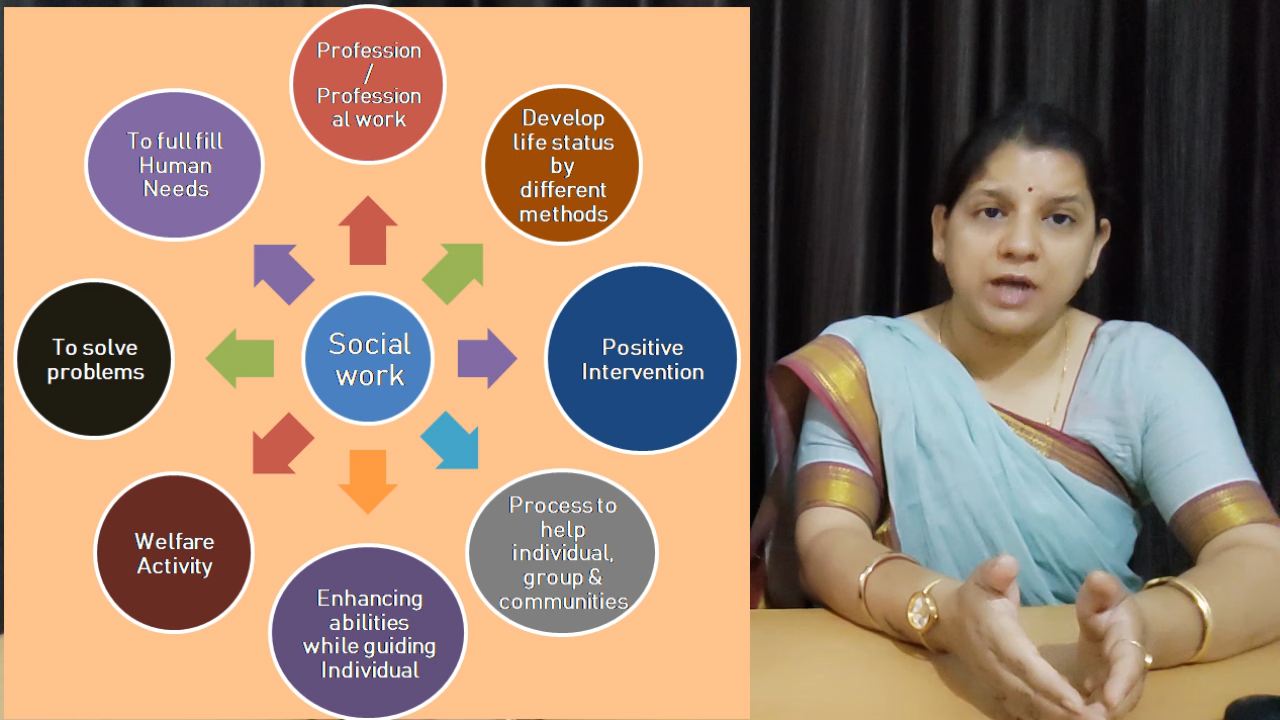 Profession
/
Profession
al work
Develop
life status
by
different
methods
Positive
Intervention
Process to
help
individual,
group &
communities
Enhancing
abilities
while guiding
Individual
Welfare
Activity
To solve
problems
To full fill
Human
Needs
Social
work